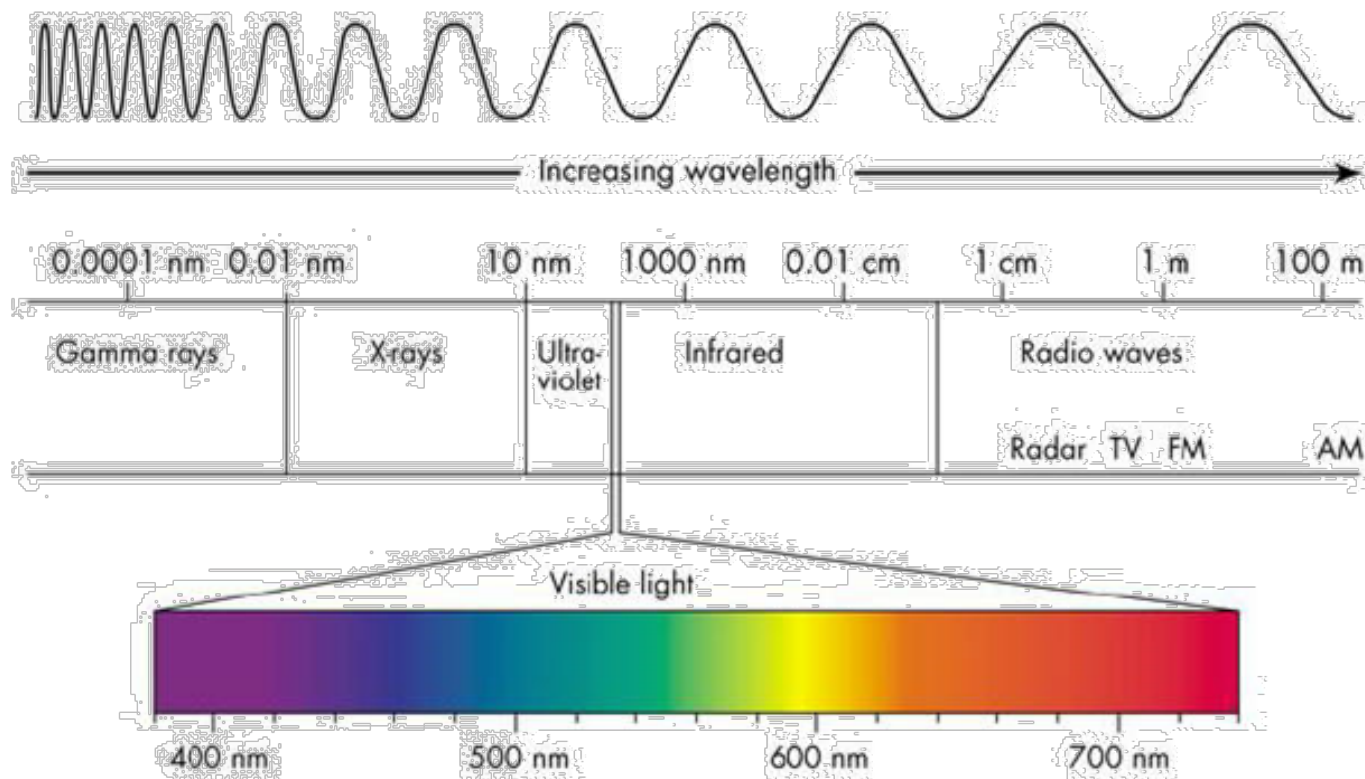 Increasing wavelength
0.0001 nm 0.01 nm 10 nm 1000 nm 0.01 cm 1 cm 1 m 100 m
Gamma rays X-rays Ultra- Infrared Radio waves
violet
Radar TV FM AM
Visible light
400 nm 500 nm 600 nm 700 nm